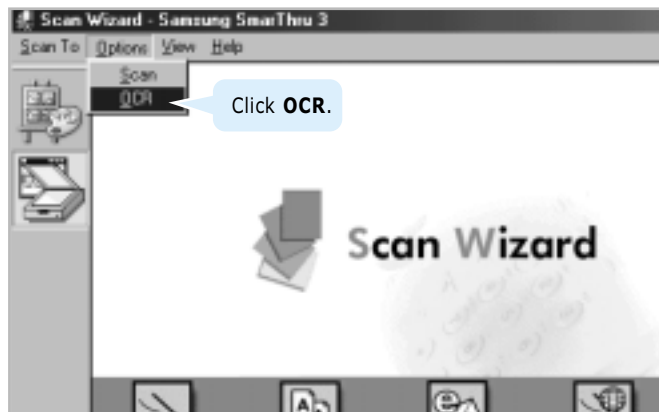 Scan Wizard - Samsung SmarThru 3
Scan To Options View Help
Scan
OCR
Click OCR.
Scan Wizard